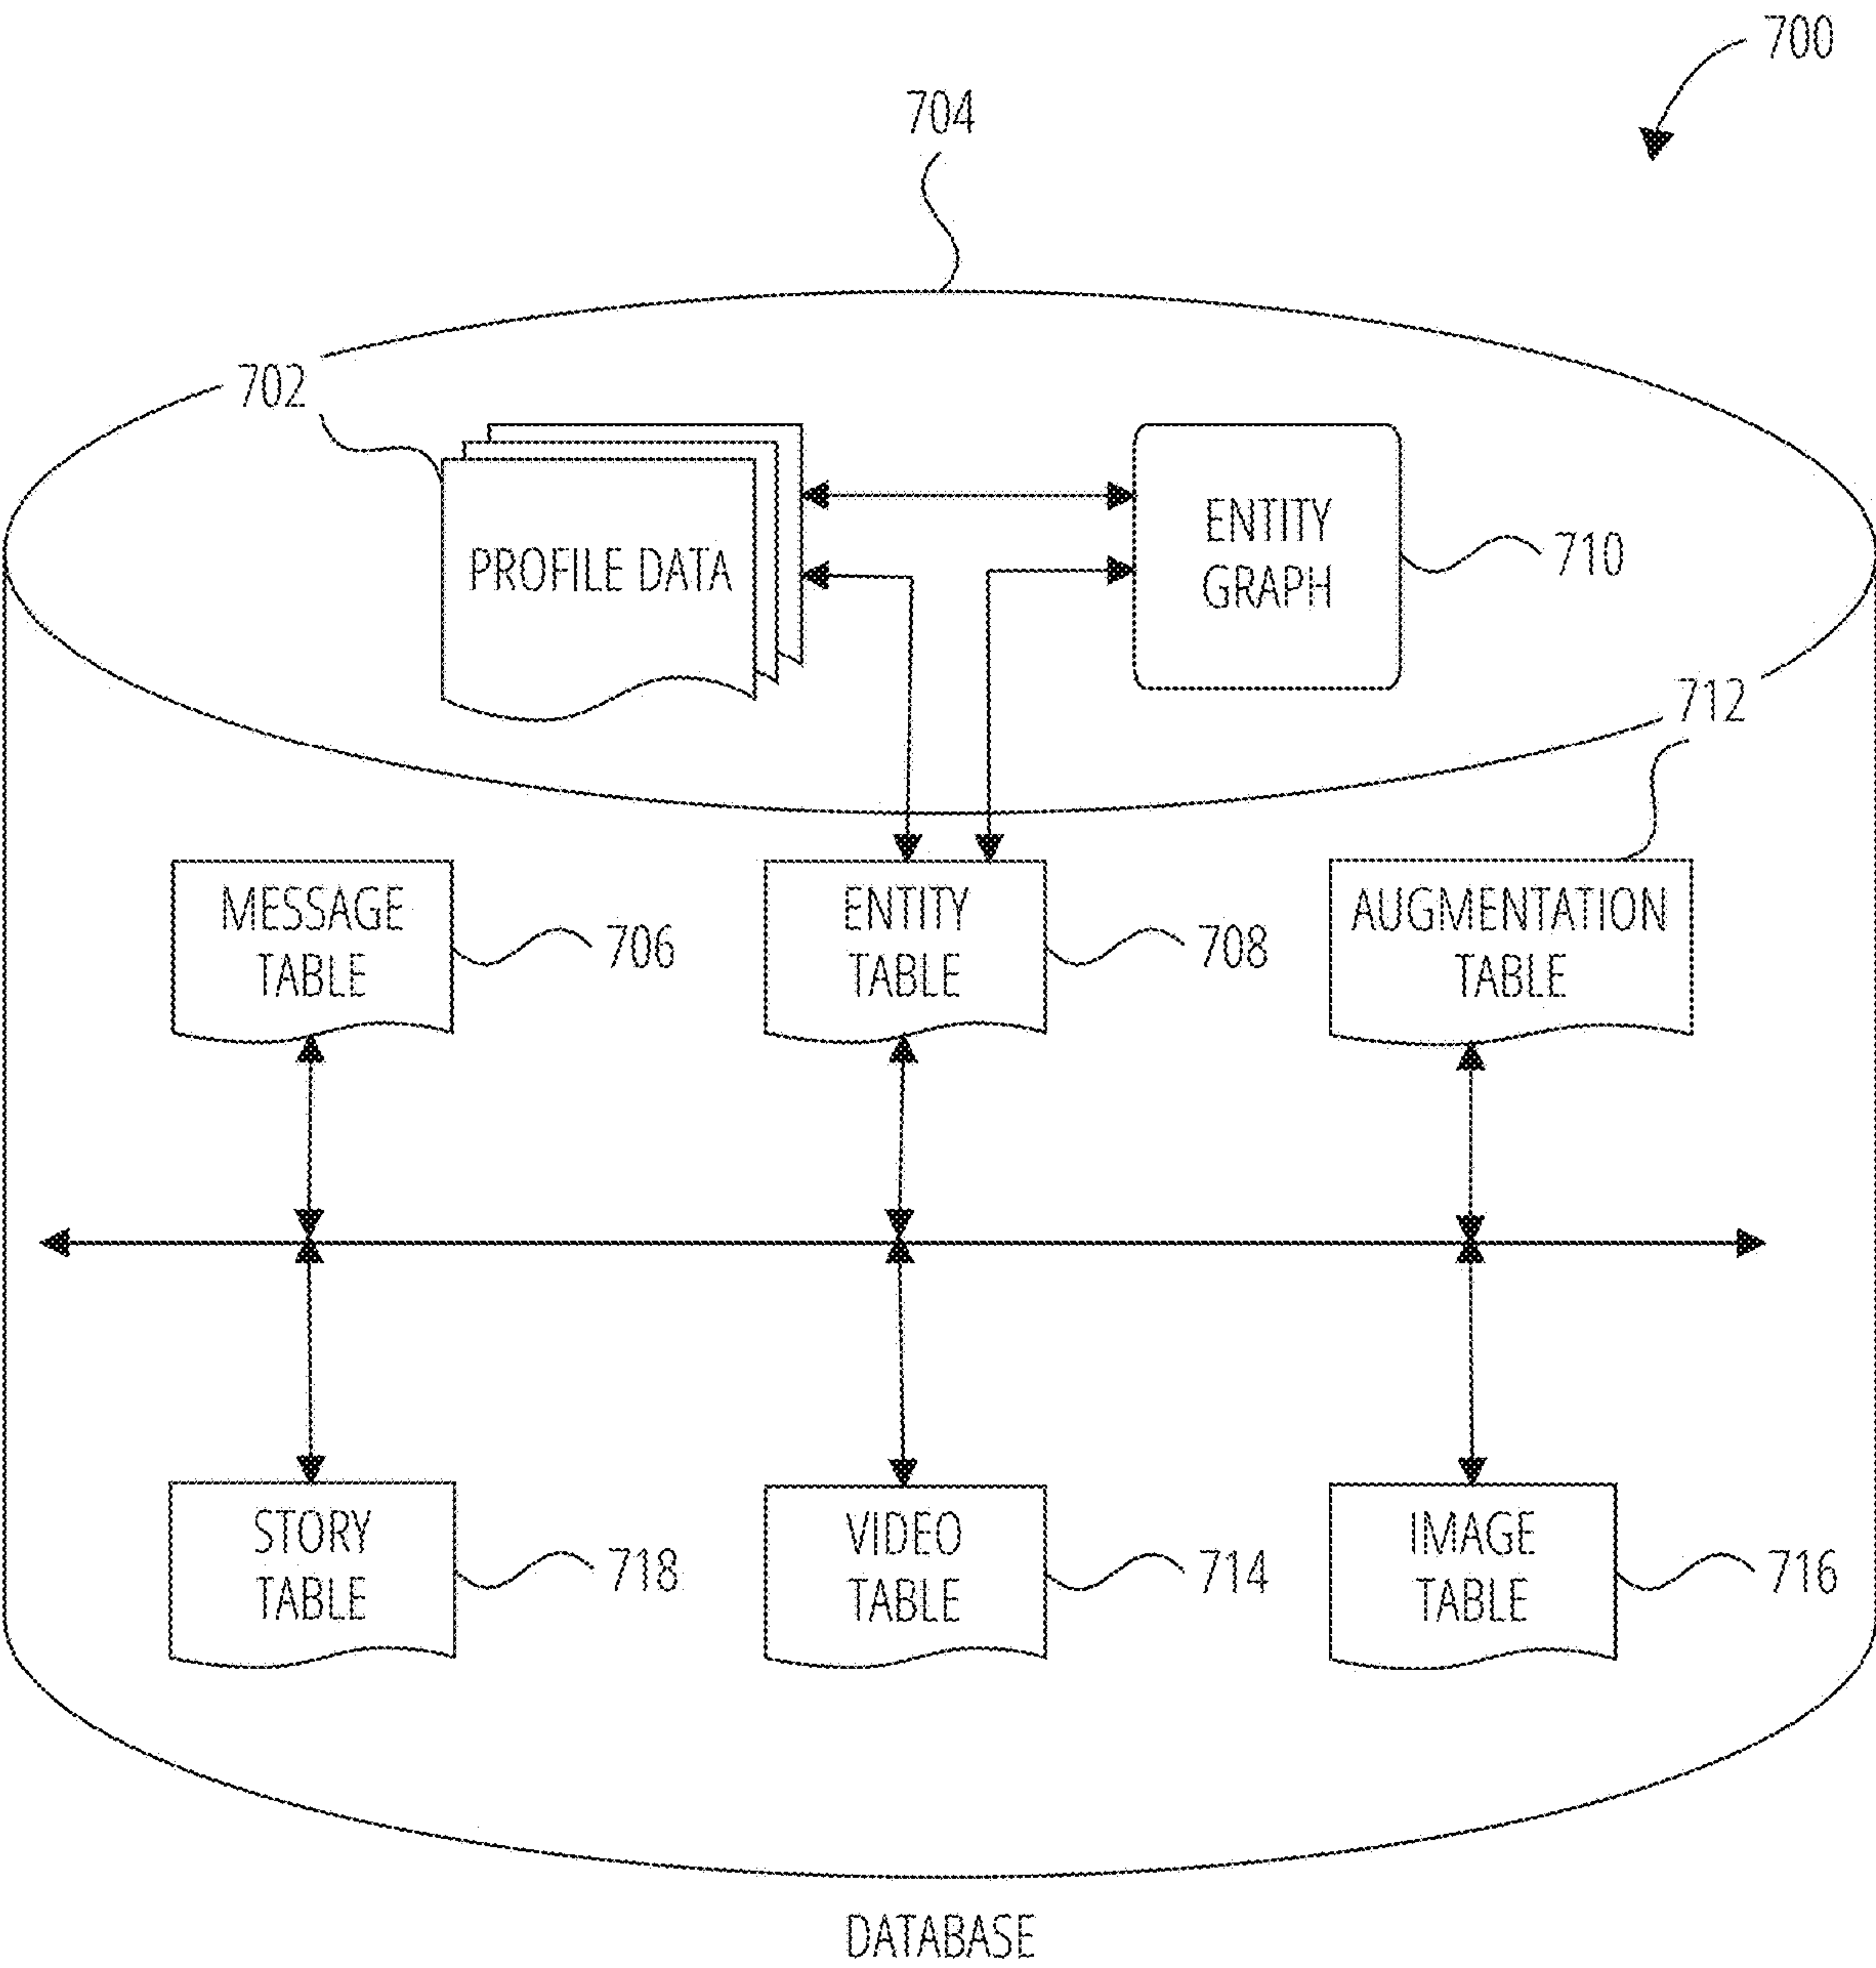 700
704
702
PROFILE DATA
ENTITY
GRAPH
710
712
MESSAGE
TABLE
706
ENTITY
TABLE
708
AUGMENTATION
TABLE
STORY
TABLE
718
VIDEO
TABLE
714
IMAGE
TABLE
716
DATABASE